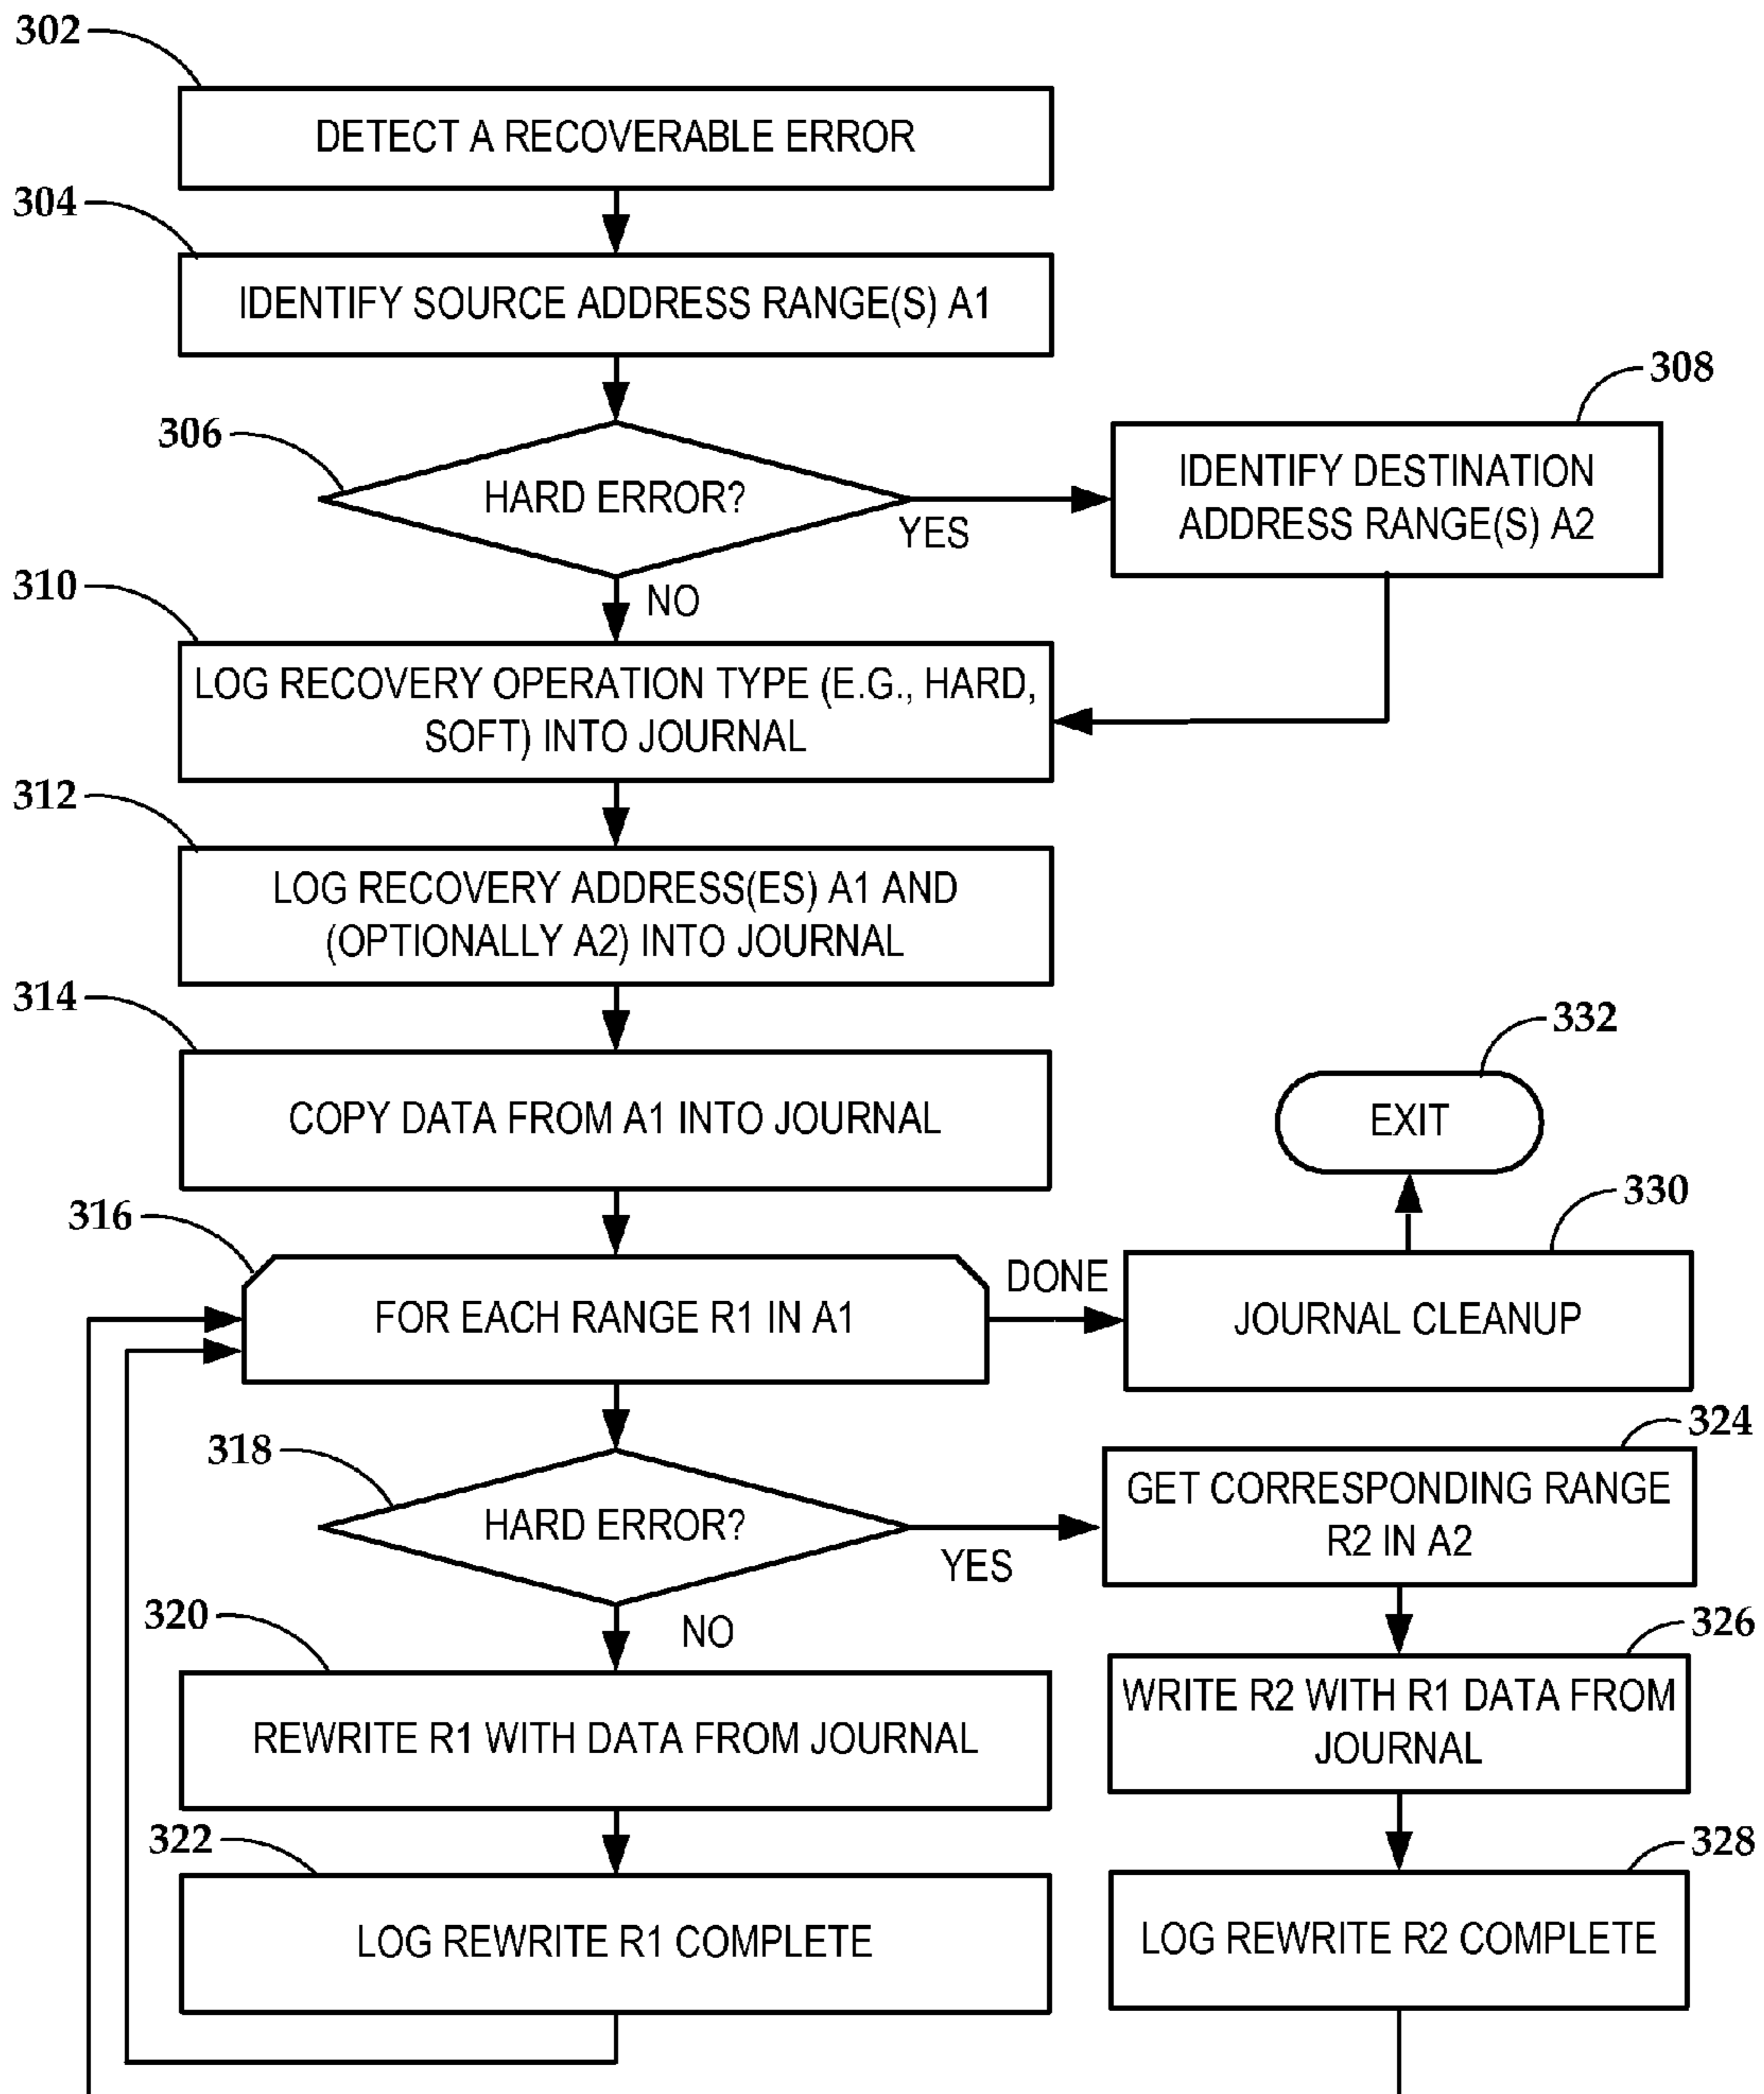 302
DETECT A RECOVERABLE ERROR
304
IDENTIFY SOURCE ADDRESS RANGE(S) A1
306
HARD ERROR?
YES
NO
308
IDENTIFY DESTINATION
ADDRESS RANGE(S) A2
310
LOG RECOVERY OPERATION TYPE (E.G., HARD,
SOFT) INTO JOURNAL
312
LOG RECOVERY ADDRESS(ES) A1 AND
(OPTIONALLY A2) INTO JOURNAL
314
COPY DATA FROM A1 INTO JOURNAL
332
EXIT
316
FOR EACH RANGE R1 IN A1
DONE
330
JOURNAL CLEANUP
318
HARD ERROR?
YES
NO
324
GET CORRESPONDING RANGE
R2 IN A2
320
REWRITE R1 WITH DATA FROM JOURNAL
326
WRITE R2 WITH R1 DATA FROM
JOURNAL
322
LOG REWRITE R1 COMPLETE
328
LOG REWRITE R2 COMPLETE